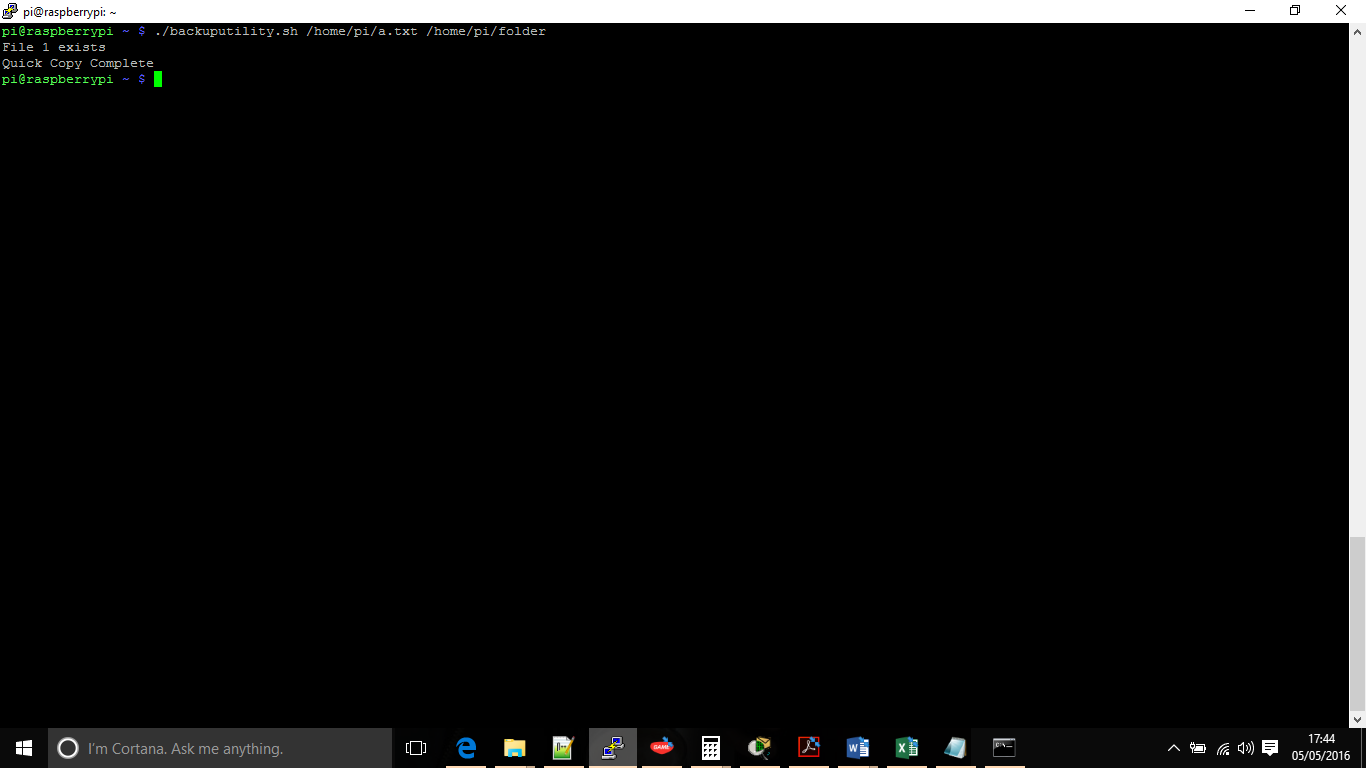 pi@raspberrypi: ~
pi@raspberrypi ~ $ ./backuputility.sh /home/pi/a.txt /home/pi/folder
File 1 exists
Quick Copy Complete
pi@raspberrypi ~ $
I'm Cortana. Ask me anything.
GAME
17:44
05/05/2016